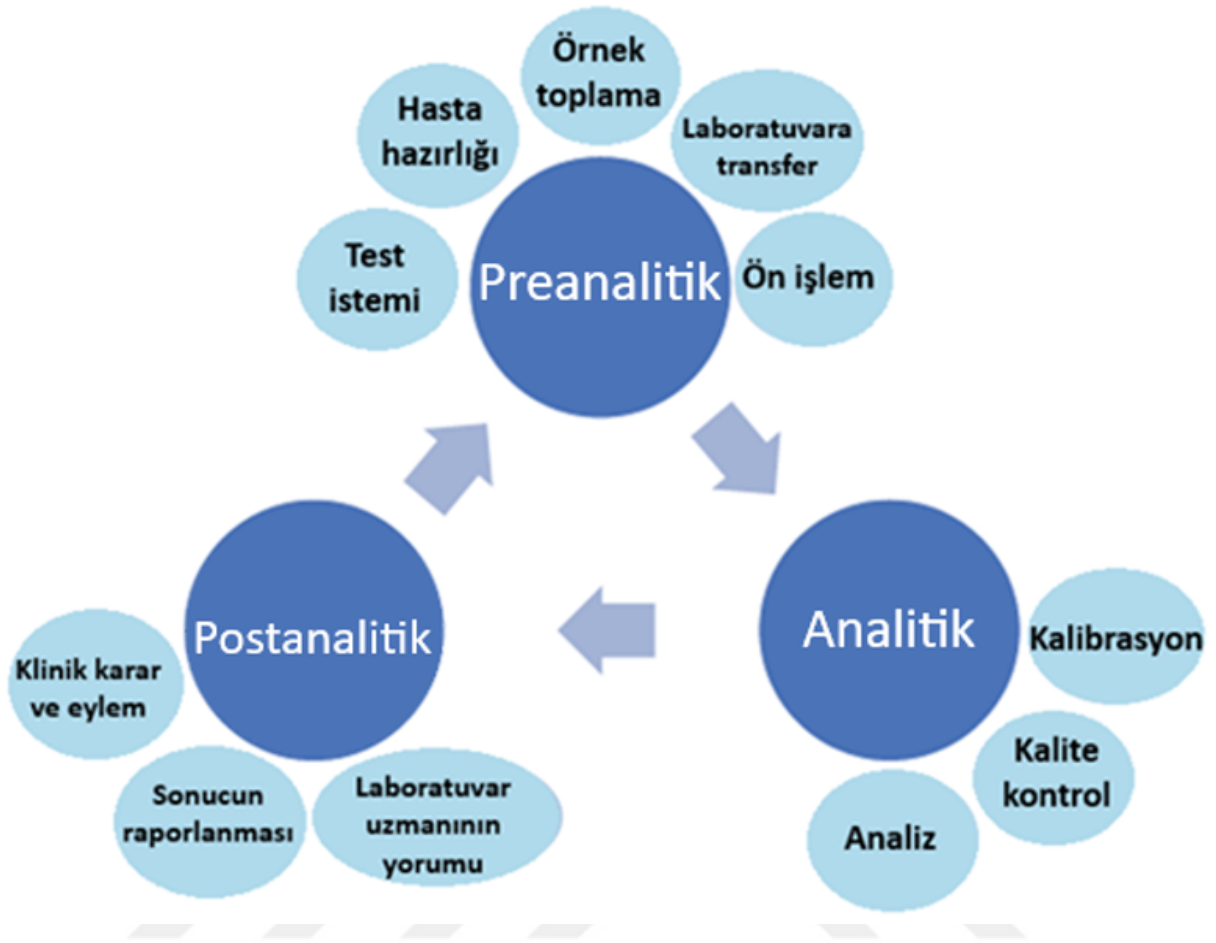 Örnek
toplama
Hasta
hazırlığı
Laboratuvara
transfer
Test
istemi
Preanalitik
Ön işlem
Postanalitik
Analitik
Kalibrasyon
Klinik karar
ve eylem
Kalite
kontrol
Sonucun
raporlanması
Laboratuvar
uzmanının
yorumu
Analiz